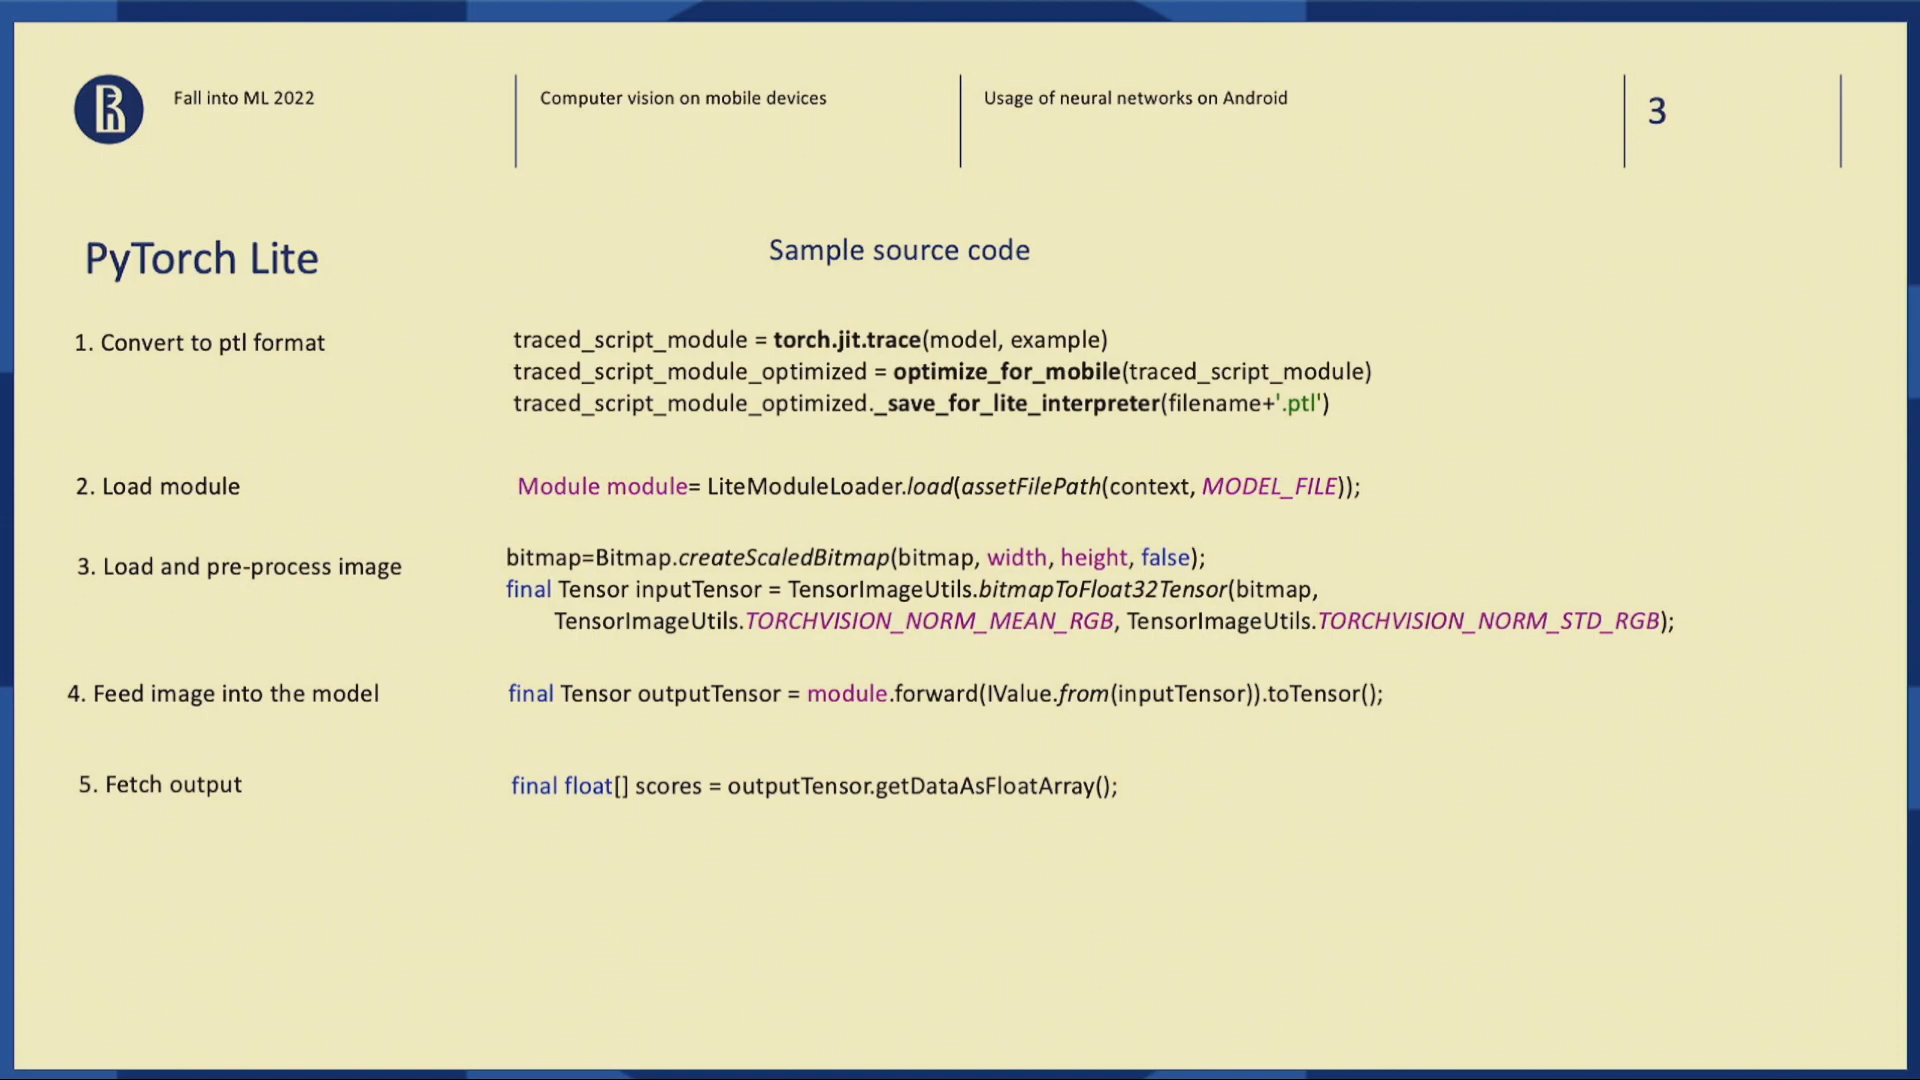 Fall into ML 2022
Computer vision on mobile devices
Usage of neural networks on Android
3
PyTorch Lite
Sample source code
1. Convert to ptl format
traced_script_module = torch.jit.trace(model, example)
traced_script_module_optimized = optimize_for_mobile(traced_script_module)
traced_script_module_optimized._save_for_lite_interpreter(filename+'.ptl')
2. Load module
Module module= LiteModuleLoader.load(assetFilePath(context, MODEL_FILE));
3. Load and pre-process image
bitmap=Bitmap.createScaledBitmap(bitmap, width, height, false);
final Tensor inputTensor = TensorImageUtils.bitmapToFloat32Tensor(bitmap,
TensorImageUtils.TORCHVISION_NORM_MEAN_RGB, TensorImageUtils.TORCHVISION_NORM_STD_RGB);
4. Feed image into the model
final Tensor outputTensor = module.forward(IValue.from(inputTensor)).toTensor();
5. Fetch output
final float[] scores = outputTensor.getDataAsFloatArray();